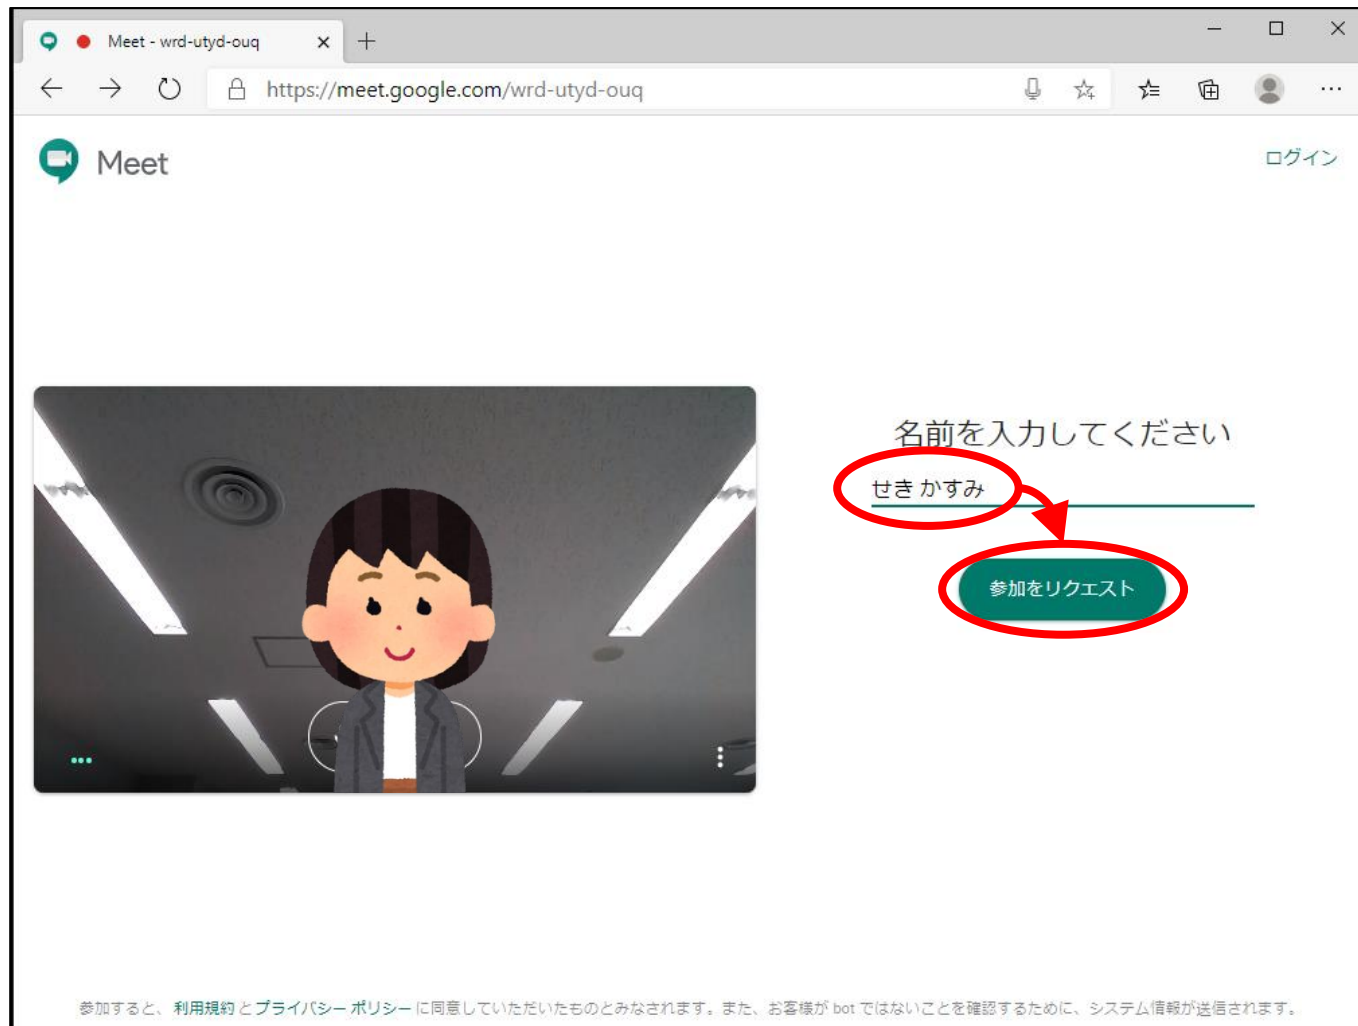 Meet - wrd-utyd-ouq
https://meet.google.com/wrd-utyd-ouq
Meet
ログイン
名前を入力してください
せき かすみ
参加をリクエスト
参加すると、利用規約 と プライバシー ポリシー に同意していただいたものとみなされます。また、お客様が bot ではないことを確認するために、システム情報が送信されます。